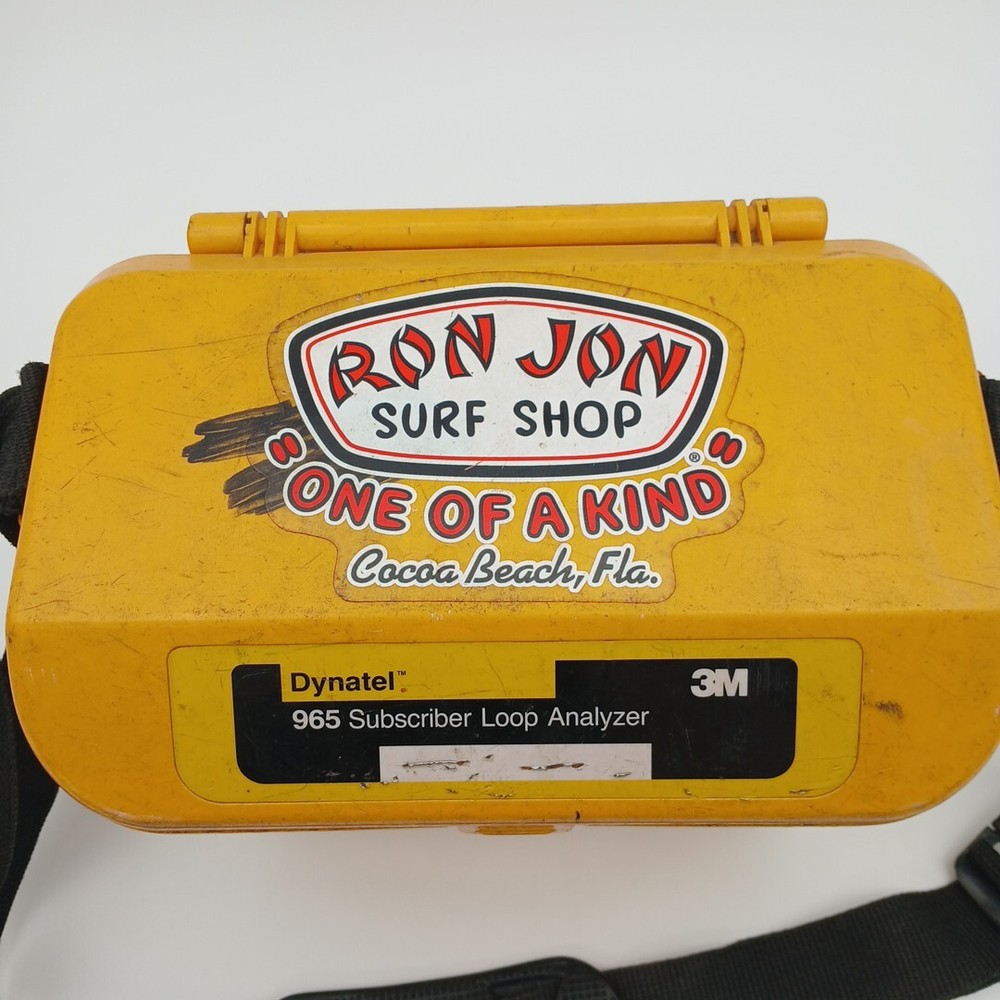 RON JON
SURF SHOP
®
"ONE OF A KIND"
Cocoa Beach, Fla.
Dynatel™
3M
965 Subscriber Loop Analyzer